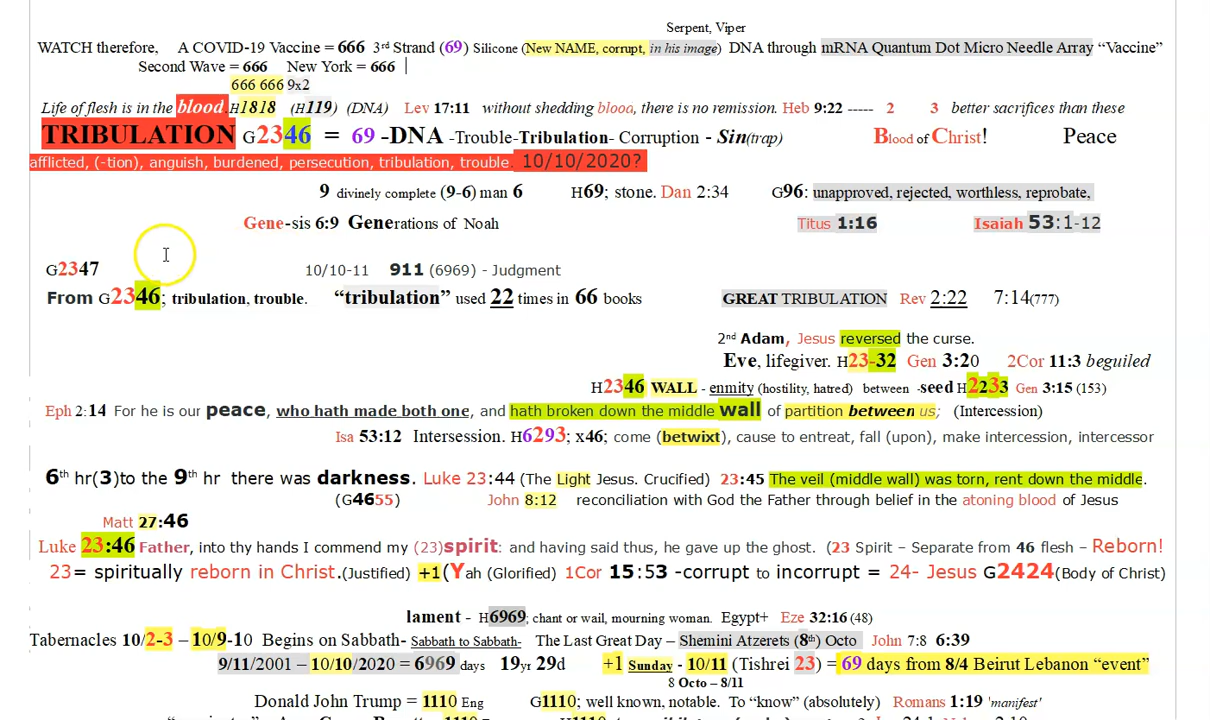 Serpent, Viper
WATCH therefore, A COVID-19 Vaccine = 666 3rd Strand (69) Silicone (New NAME, corrupt, in his image) DNA through mRNA Quantum Dot Micro Needle Array “Vaccine”
Second Wave = 666 New York = 666
666 666 9x2
Life of flesh is in the blood. H1818 (H119) (DNA) Lev 17:11 without shedding blooa, there is no remission. Heb 9:22 ----- 2 3 better sacrifices than these
TRIBULATION G2346 = 69 -DNA -Trouble-Tribulation- Corruption - Sin(trap) Blood of Christ! Peace
afflicted, (-tion), anguish, burdened, persecution, tribulation, trouble. 10/10/2020?
9 divinely complete (9-6) man 6 H69; stone. Dan 2:34 G96: unapproved, rejected, worthless, reprobate,
Gene-sis 6:9 Generations of Noah Titus 1:16 Isaiah 53:1-12
G2347 10/10-11 911 (6969) - Judgment
From G2346; tribulation, trouble. “tribulation” used 22 times in 66 books GREAT TRIBULATION Rev 2:22 7:14(777)
2nd Adam, Jesus reversed the curse.
Eve, lifegiver. H23-32 Gen 3:20 2Cor 11:3 beguiled
H2346 WALL - enmity (hostility, hatred) between -seed H2233 Gen 3:15 (153)
Eph 2:14 For he is our peace, who hath made both one, and hath broken down the middle wall of partition between us; (Intercession)
Isa 53:12 Intersession. H6293; x46; come (betwixt), cause to entreat, fall (upon), make intercession, intercessor
6th hr(3)to the 9th hr there was darkness. Luke 23:44 (The Light Jesus. Crucified) 23:45 The veil (middle wall) was torn, rent down the middle.
(G4655) John 8:12 reconciliation with God the Father through belief in the atoning blood of Jesus
Matt 27:46
Luke 23:46 Father, into thy hands I commend my (23)spirit: and having said thus, he gave up the ghost. (23 Spirit – Separate from 46 flesh – Reborn!
23= spiritually reborn in Christ.(Justified) +1(Yah (Glorified) 1Cor 15:53 -corrupt to incorrupt = 24- Jesus G2424(Body of Christ)
lament - H6969; chant or wail, mourning woman. Egypt+ Eze 32:16 (48)
Tabernacles 10/2-3 – 10/9-10 Begins on Sabbath- Sabbath to Sabbath- The Last Great Day – Shemini Atzerets (8th) Octo John 7:8 6:39
9/11/2001 – 10/10/2020 = 6969 days 19yr 29d +1 Sunday - 10/11 (Tishrei 23) = 69 days from 8/4 Beirut Lebanon “event”
8 Octo – 8/11
Donald John Trump = 1110 Eng G1110; well known, notable. To “know” (absolutely) Romans 1:19 'manifest'